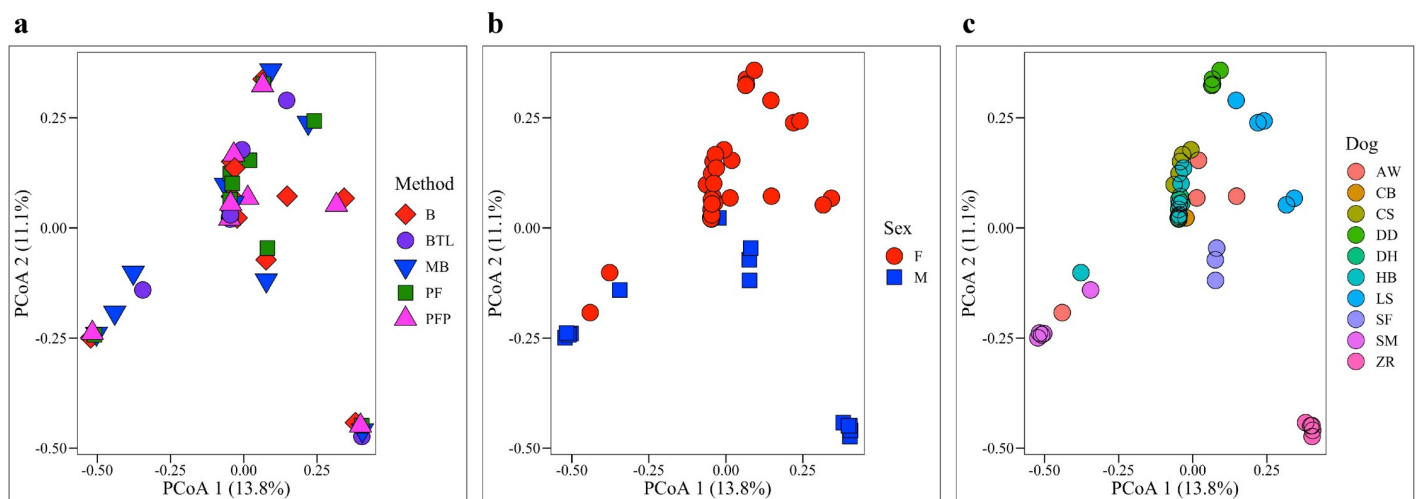 a
PCoA 2 (11.1%)
0.25
0.00
-0.25
-0.50
-0.50
-0.25
0.00
0.25
PCoA 1 (13.8%)
Method
B
BTL
MB
PF
PFP
b
PCoA 2 (11.1%)
0.25
0.00
-0.25
-0.50
-0.50
-0.25
0.00
0.25
PCoA 1 (13.8%)
Sex
F
M
c
PCoA 2 (11.1%)
0.25
0.00
-0.25
-0.50
-0.50
-0.25
0.00
0.25
PCoA 1 (13.8%)
Dog
AW
CB
CS
DD
DH
HB
LS
SF
SM
ZR